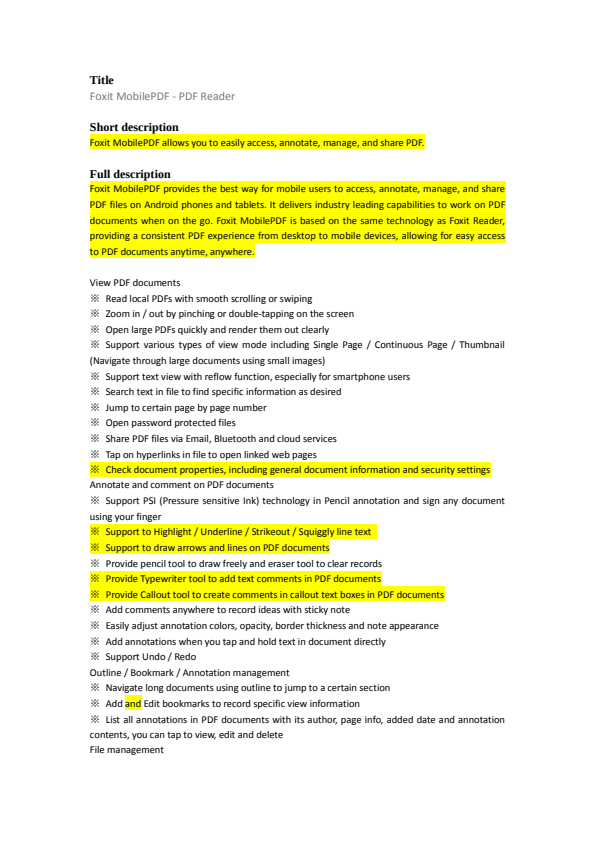 Title
Foxit MobilePDF - PDF Reader
Short description
Foxit MobilePDF allows you to easily access, annotate, manage, and share PDF.
Full description
Foxit MobilePDF provides the best way for mobile users to access, annotate, manage, and share
PDF files on Android phones and tablets. It delivers industry leading capabilities to work on PDF
documents when on the go. Foxit MobilePDF is based on the same technology as Foxit Reader,
providing a consistent PDF experience from desktop to mobile devices, allowing for easy access
to PDF documents anytime, anywhere.
View PDF documents
※ Read local PDFs with smooth scrolling or swiping
※ Zoom in / out by pinching or double-tapping on the screen
※ Open large PDFs quickly and render them out clearly
※ Support various types of view mode including Single Page / Continuous Page / Thumbnail
(Navigate through large documents using small images)
※ Support text view with reflow function, especially for smartphone users
※ Search text in file to find specific information as desired
※ Jump to certain page by page number
※ Open password protected files
※ Share PDF files via Email, Bluetooth and cloud services
※ Tap on hyperlinks in file to open linked web pages
※ Check document properties, including general document information and security settings
Annotate and comment on PDF documents
※ Support PSI (Pressure sensitive Ink) technology in Pencil annotation and sign any document
using your finger
※ Support to Highlight / Underline / Strikeout / Squiggly line text
※ Support to draw arrows and lines on PDF documents
※ Provide pencil tool to draw freely and eraser tool to clear records
※ Provide Typewriter tool to add text comments in PDF documents
※ Provide Callout tool to create comments in callout text boxes in PDF documents
※ Add comments anywhere to record ideas with sticky note
※ Easily adjust annotation colors, opacity, border thickness and note appearance
※ Add annotations when you tap and hold text in document directly
※ Support Undo / Redo
Outline / Bookmark / Annotation management
※ Navigate long documents using outline to jump to a certain section
※ Add and Edit bookmarks to record specific view information
※ List all annotations in PDF documents with its author, page info, added date and annotation
contents, you can tap to view, edit and delete
File management